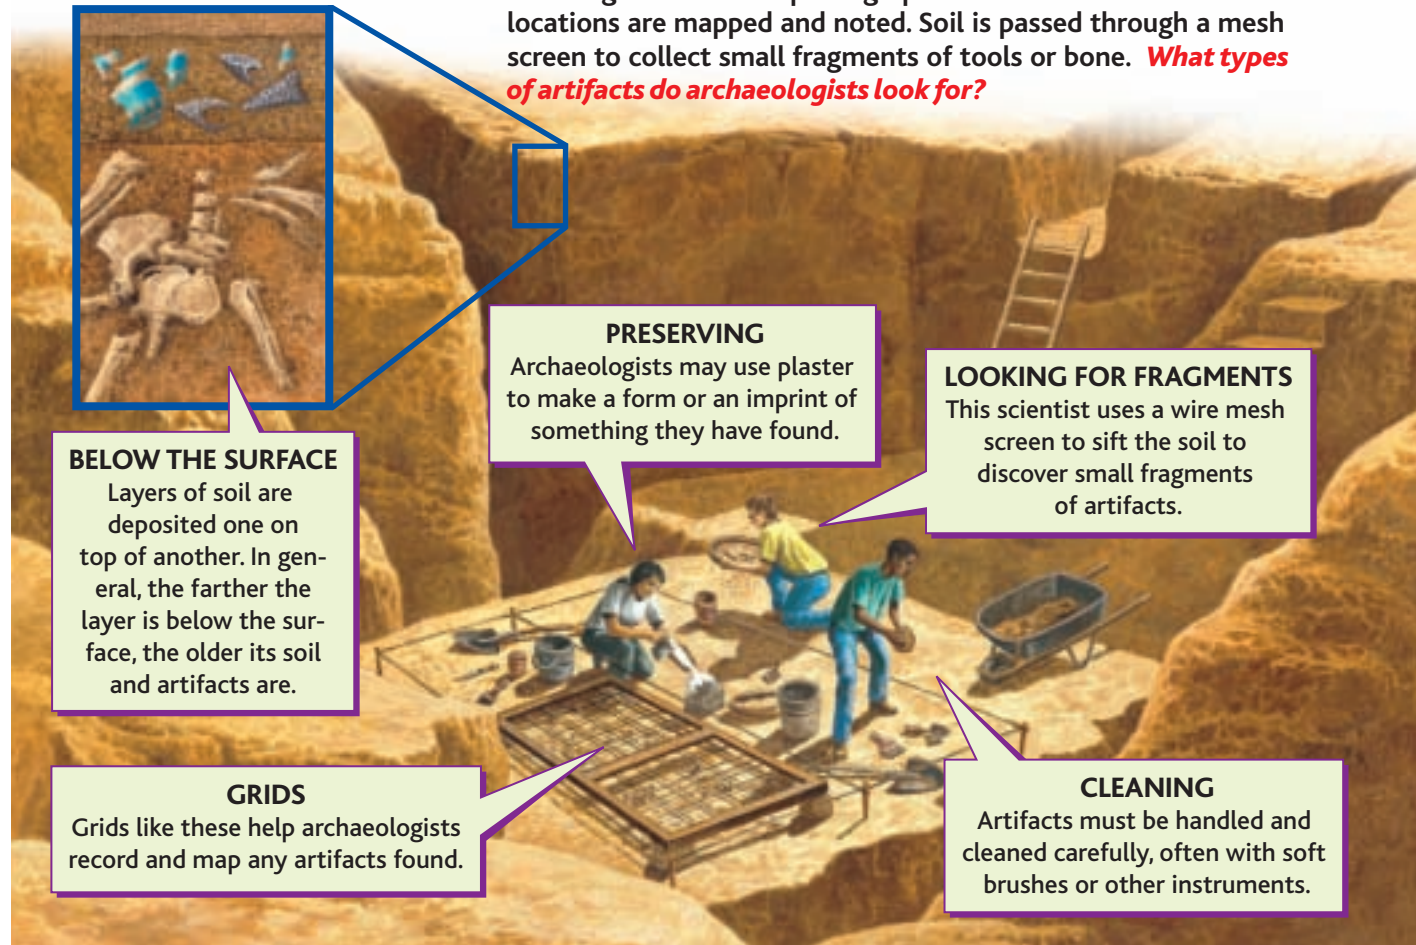 locations are mapped and noted. Soil is passed through a mesh
screen to collect small fragments of tools or bone. What types
of artifacts do archaeologists look for?
PRESERVING
Archaeologists may use plaster
to make a form or an imprint of
something they have found.
LOOKING FOR FRAGMENTS
This scientist uses a wire mesh
screen to sift the soil to
discover small fragments
of artifacts.
BELOW THE SURFACE
Layers of soil are
deposited one on
top of another. In gen-
eral, the farther the
layer is below the sur-
face, the older its soil
and artifacts are.
GRIDS
Grids like these help archaeologists
record and map any artifacts found.
CLEANING
Artifacts must be handled and
cleaned carefully, often with soft
brushes or other instruments.